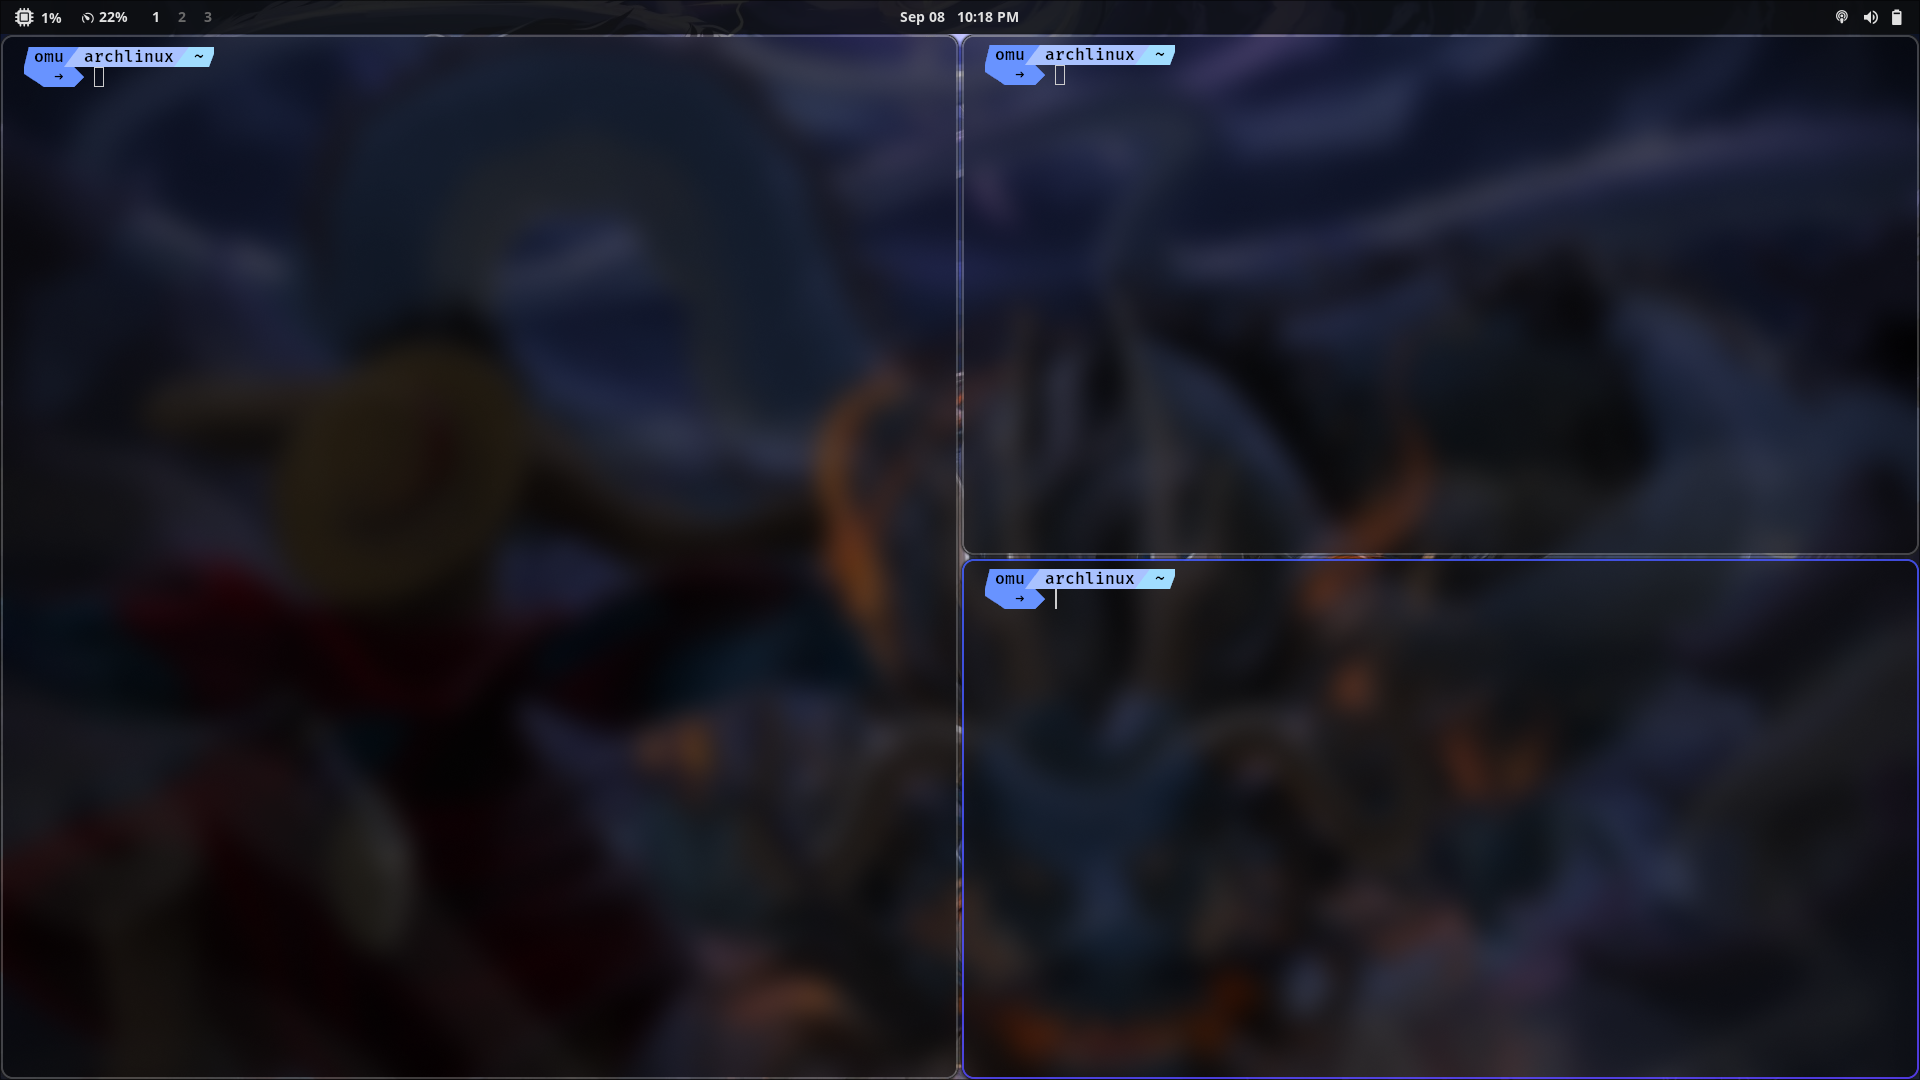 1% 22% 1 2 3 Sep 08 10:18 PM
omu archlinux ~
→
omu archlinux ~
→
omu archlinux ~
→